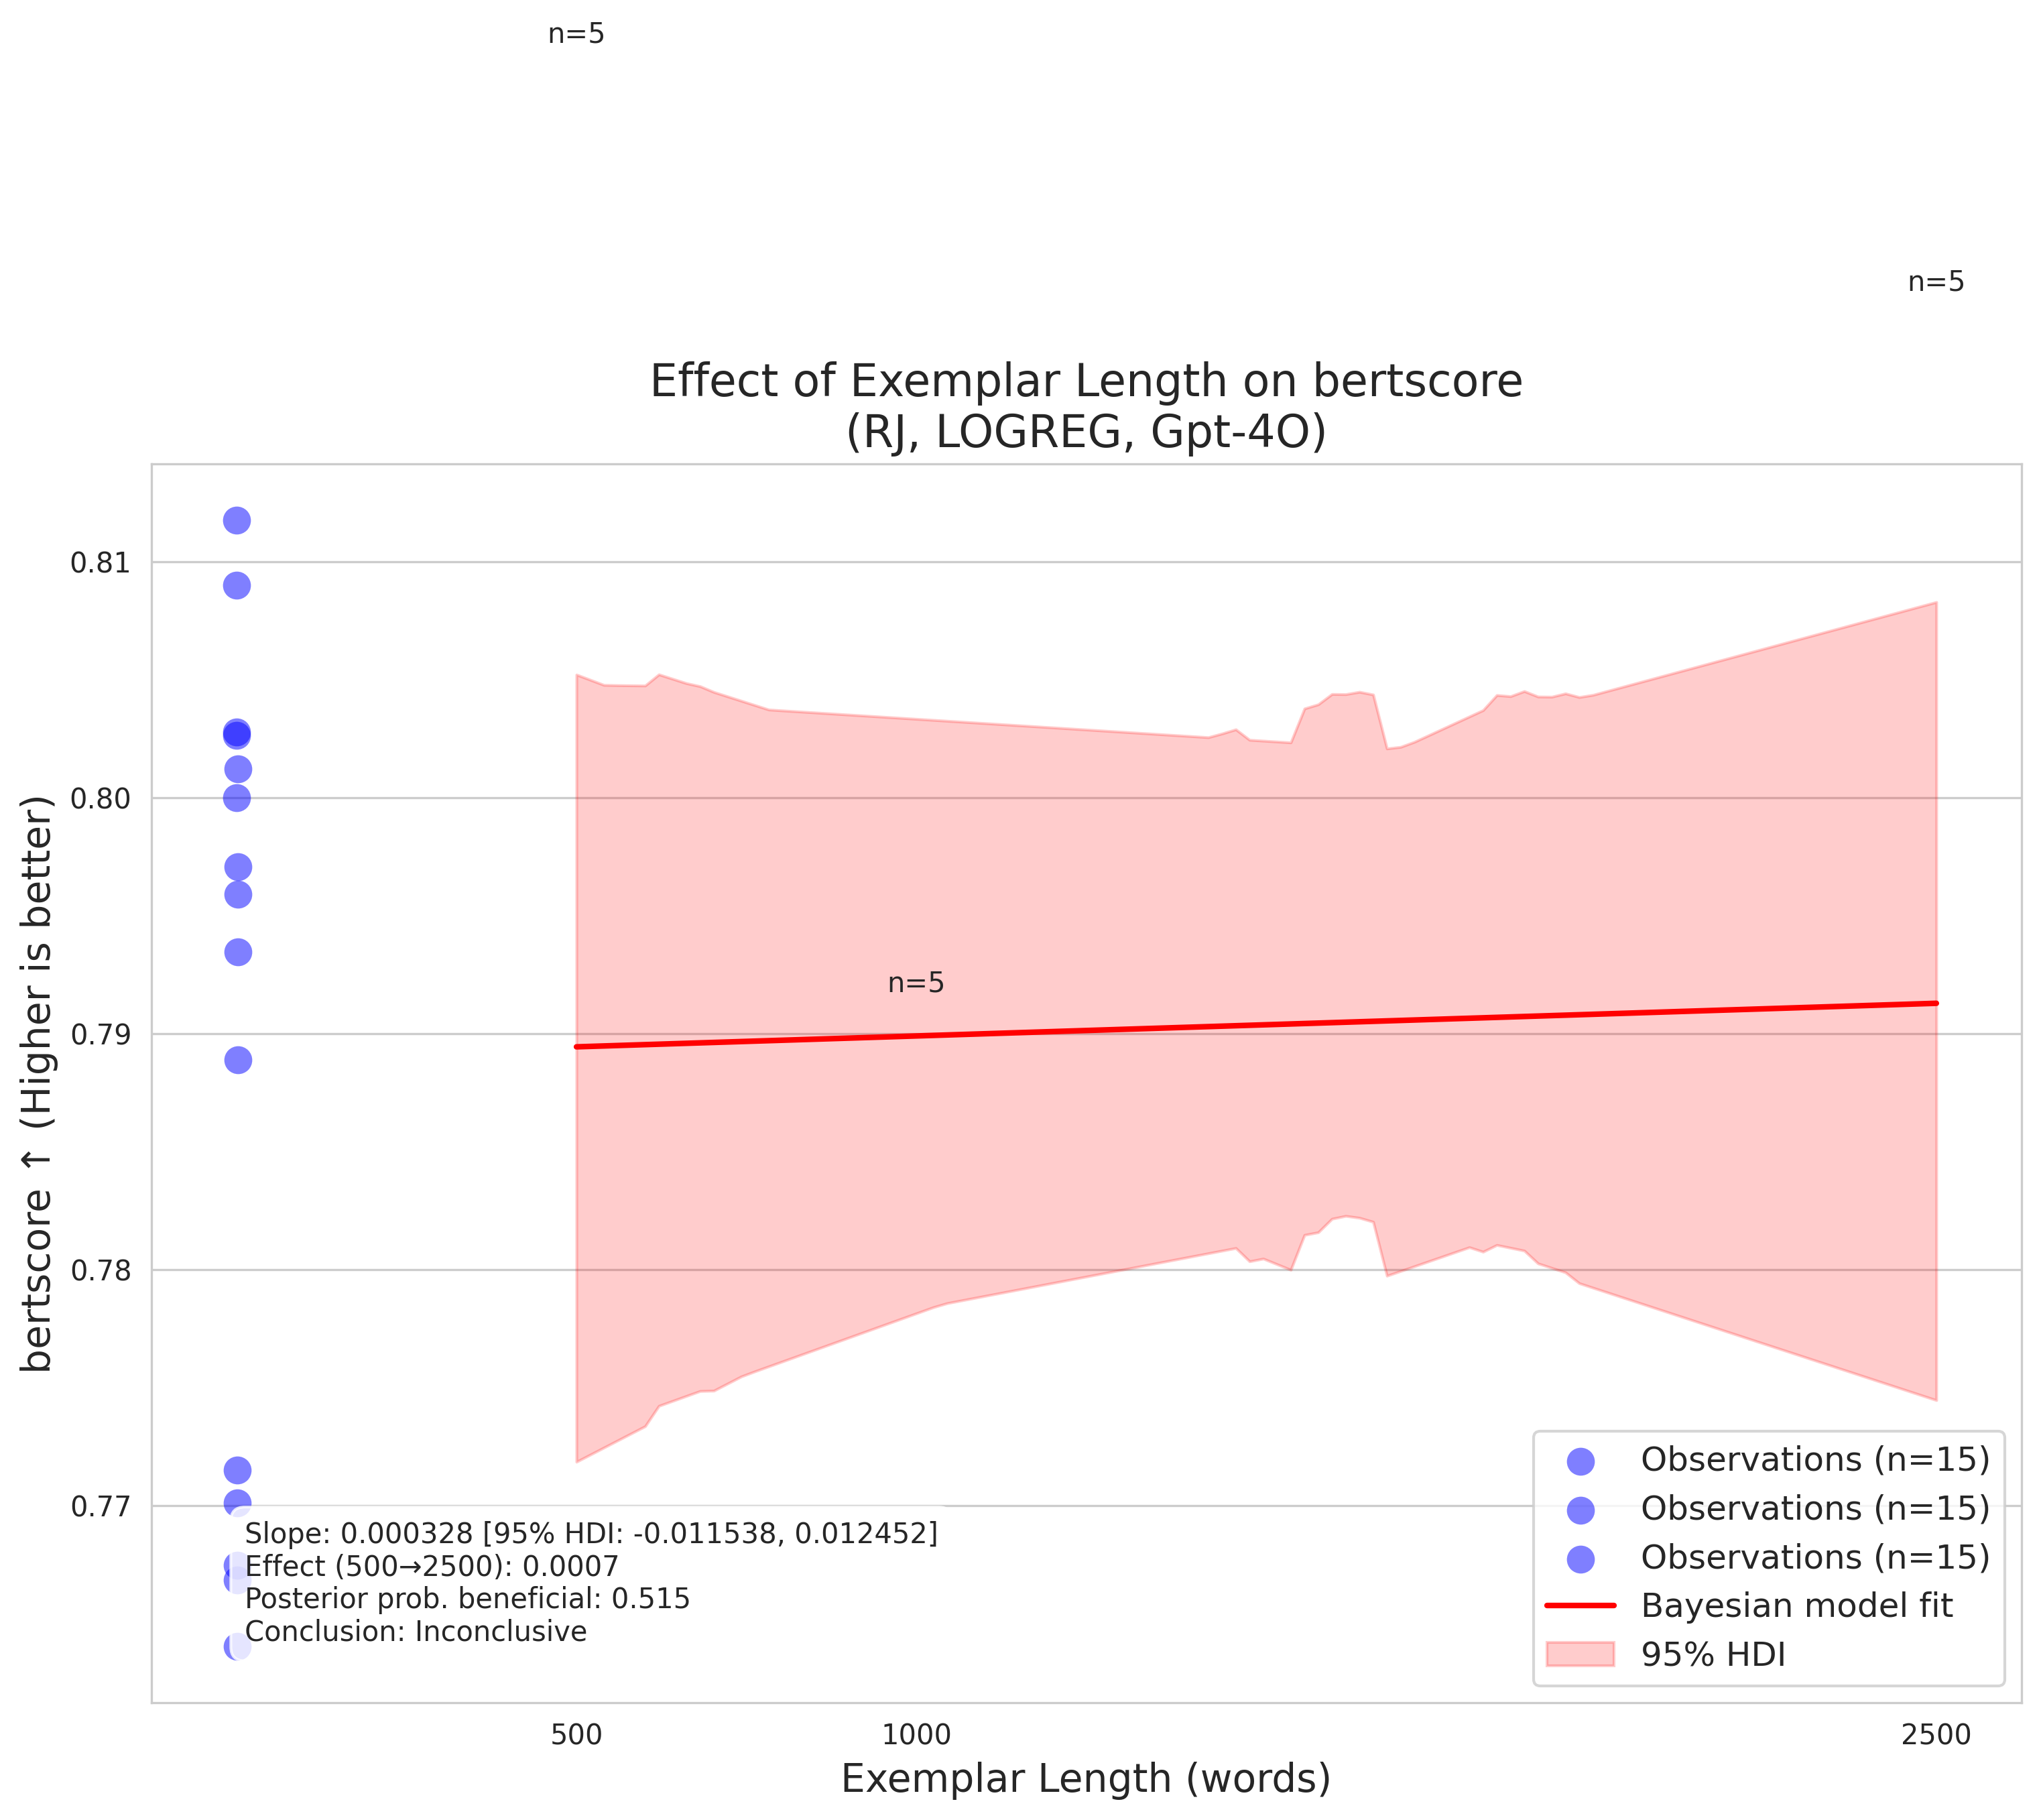 n=5
n=5
Effect of Exemplar Length on bertscore
(RJ, LOGREG, Gpt-4O)
bertscore ↑ (Higher is better)
0.81
0.80
0.79
0.78
0.77
n=5
Slope: 0.000328 [95% HDI: -0.011538, 0.012452]
Effect (500→2500): 0.0007
Posterior prob. beneficial: 0.515
Conclusion: Inconclusive
Observations (n=15)
Observations (n=15)
Observations (n=15)
Bayesian model fit
95% HDI
500
1000
2500
Exemplar Length (words)